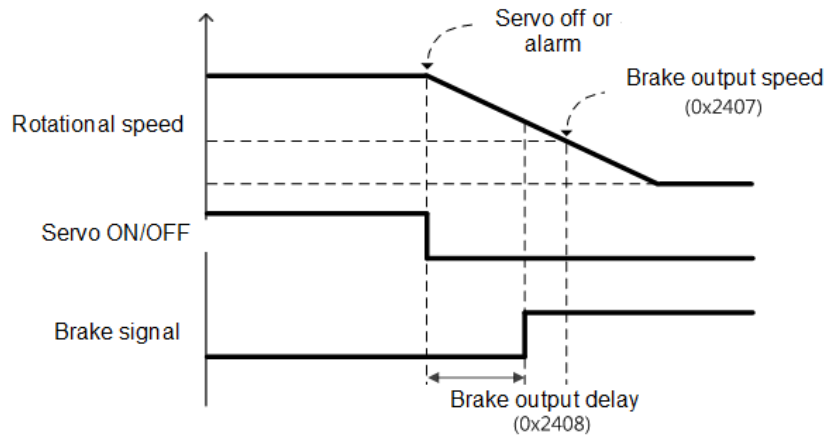 Servo off or
alarm
Brake output speed
(0x2407)
Rotational speed
Servo ON/OFF
Brake signal
Brake output delay
(0x2408)